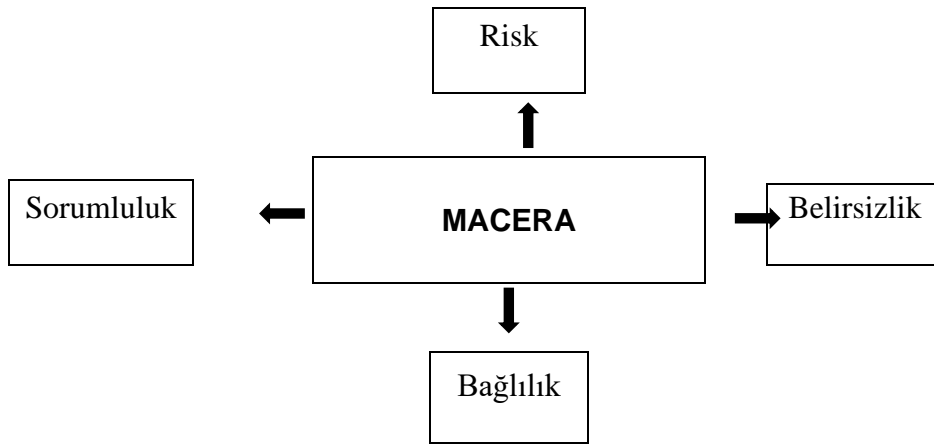 Risk
Sorumluluk
MACERA
Belirsizlik
Bağlılık